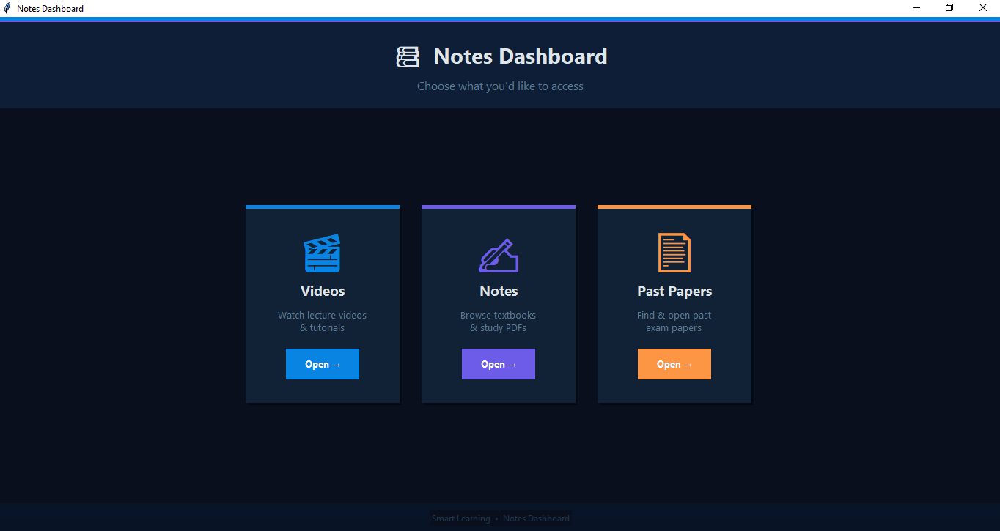 Notes Dashboard
Notes Dashboard
Choose what you'd like to access
Videos
Watch lecture videos
& tutorials
Open →
Notes
Browse textbooks
& study PDFs
Open →
Past Papers
Find & open past
exam papers
Open →
Smart Learning • Notes Dashboard